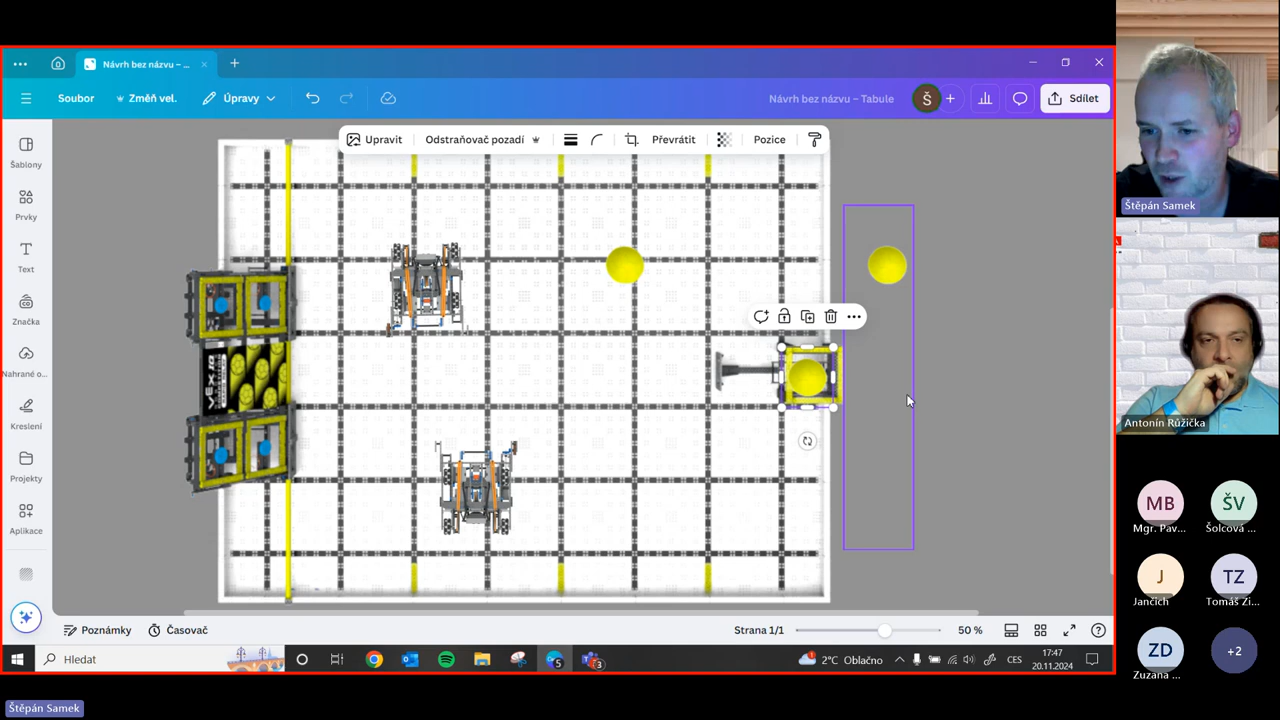 Návrh bez názvu – ...
Soubor
Změň vel.
Úpravy
Návrh bez názvu – Tabule
Š
Sdílet
Šablony
Prvky
Text
Značka
Nahrané o...
Kreslení
Projekty
Aplikace
Upravit
Odstraňovač pozadí
Převrátit
Pozice
Poznámky
Časovač
Strana 1/1
50 %
Hledat
5
3
2°C Oblačno
CES
17:47
20.11.2024
Štěpán Samek
Antonín Růžička
MB
Mgr. Pav...
ŠV
Šolcová ...
J
Jančich
TZ
Tomáš Zi...
ZD
Zuzana ...
+2
Štěpán Samek